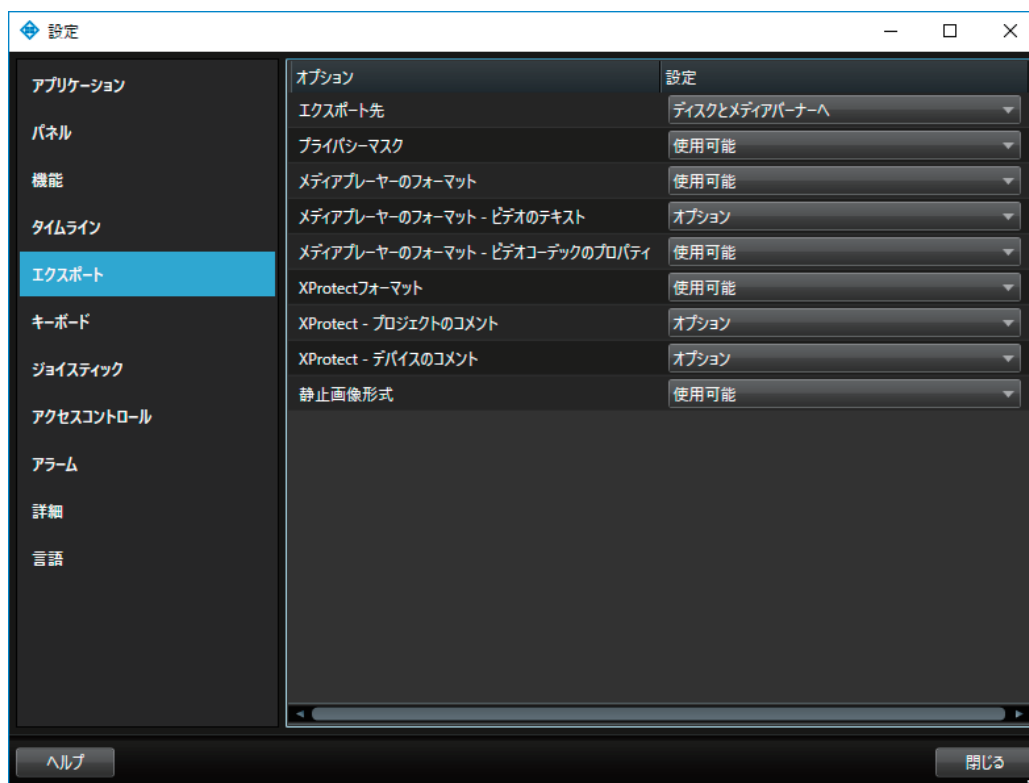 設定
アプリケーション
パネル
機能
タイムライン
エクスポート
キーボード
ジョイスティック
アクセスコントロール
アラーム
詳細
言語
オプション 設定
エクスポート先 ディスクとメディアバーナーへ
プライバシーマスク 使用可能
メディアプレーヤーのフォーマット 使用可能
メディアプレーヤーのフォーマット - ビデオのテキスト オプション
メディアプレーヤーのフォーマット - ビデオコーデックのプロパティ 使用可能
XProtectフォーマット 使用可能
XProtect - プロジェクトのコメント オプション
XProtect - デバイスのコメント オプション
静止画像形式 使用可能
ヘルプ 閉じる